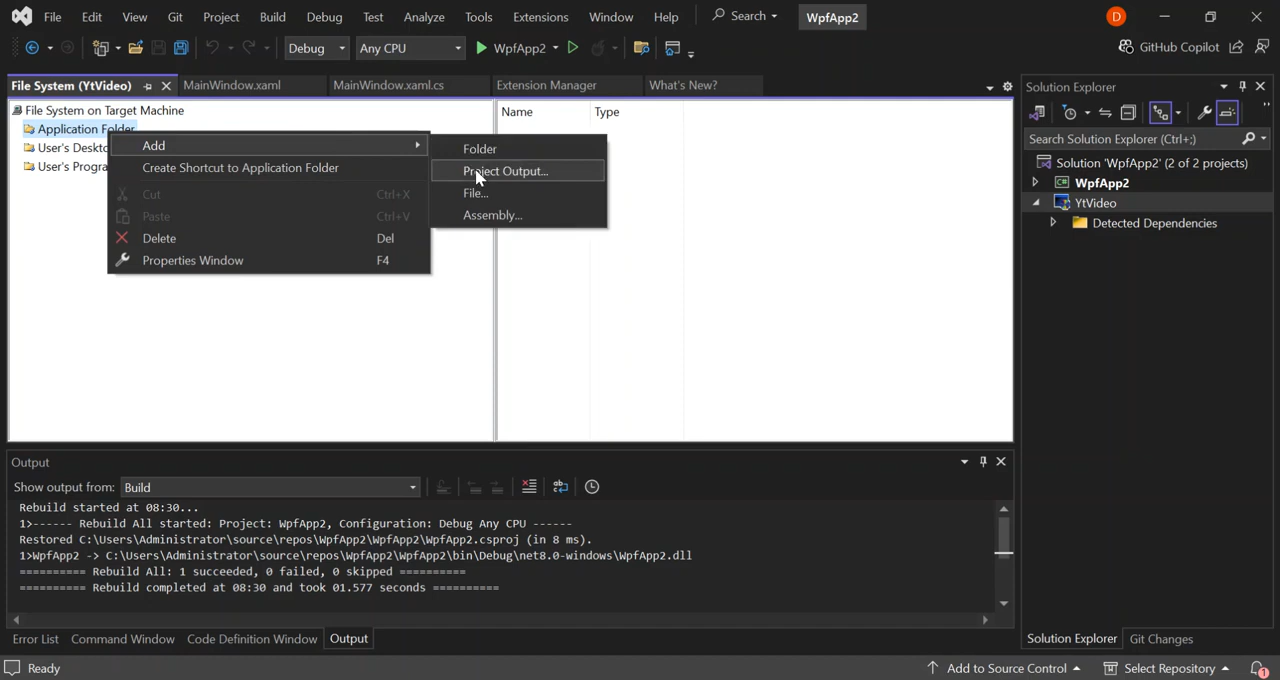 File Edit View Git Project Build Debug Test Analyze Tools Extensions Window Help Search WpfApp2 D
Debug Any CPU WpfApp2 GitHub Copilot
File System (YtVideo) MainWindow.xaml MainWindow.xaml.cs Extension Manager What's New?
File System on Target Machine
Application Folder
User's Deskto
User's Progra
Name Type
Add
Create Shortcut to Application Folder
Cut Ctrl+X
Paste Ctrl+V
Delete Del
Properties Window F4
Folder
Project Output...
File...
Assembly...
Solution Explorer
Search Solution Explorer (Ctrl+;)
Solution 'WpfApp2' (2 of 2 projects)
WpfApp2
YtVideo
Detected Dependencies
Output
Show output from: Build
Rebuild started at 08:30...
1>------ Rebuild All started: Project: WpfApp2, Configuration: Debug Any CPU ------
Restored C:\Users\Administrator\source\repos\WpfApp2\WpfApp2\WpfApp2.csproj (in 8 ms).
1>WpfApp2 -> C:\Users\Administrator\source\repos\WpfApp2\WpfApp2\bin\Debug\net8.0-windows\WpfApp2.dll
========== Rebuild All: 1 succeeded, 0 failed, 0 skipped ==========
========== Rebuild completed at 08:30 and took 01.577 seconds ==========
Error List Command Window Code Definition Window Output
Solution Explorer Git Changes
Ready Add to Source Control Select Repository 1